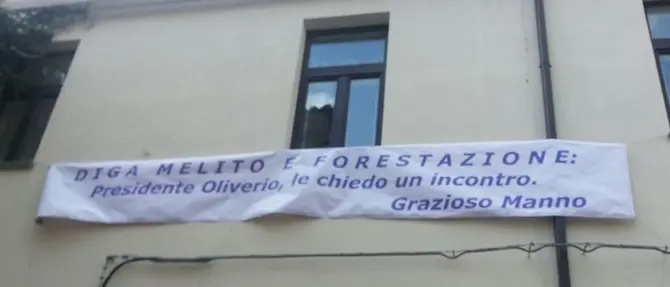 DIGA MELITO E FORESTAZIONE:
Presidente Oliverio, le chiedo un incontro.
Grazioso Manno